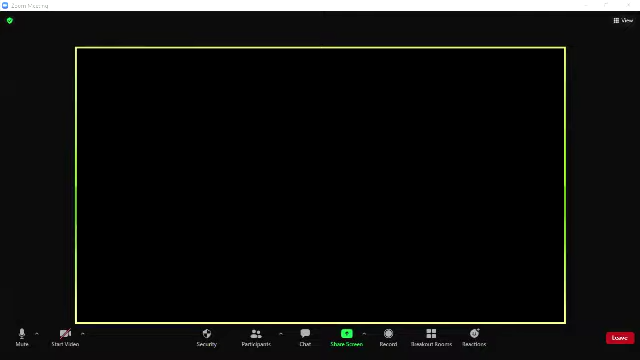 Zoom Meeting
View
Mute
Start Video
Security
Participants
Chat
Share Screen
Record
Breakout Rooms
Reactions
Leave